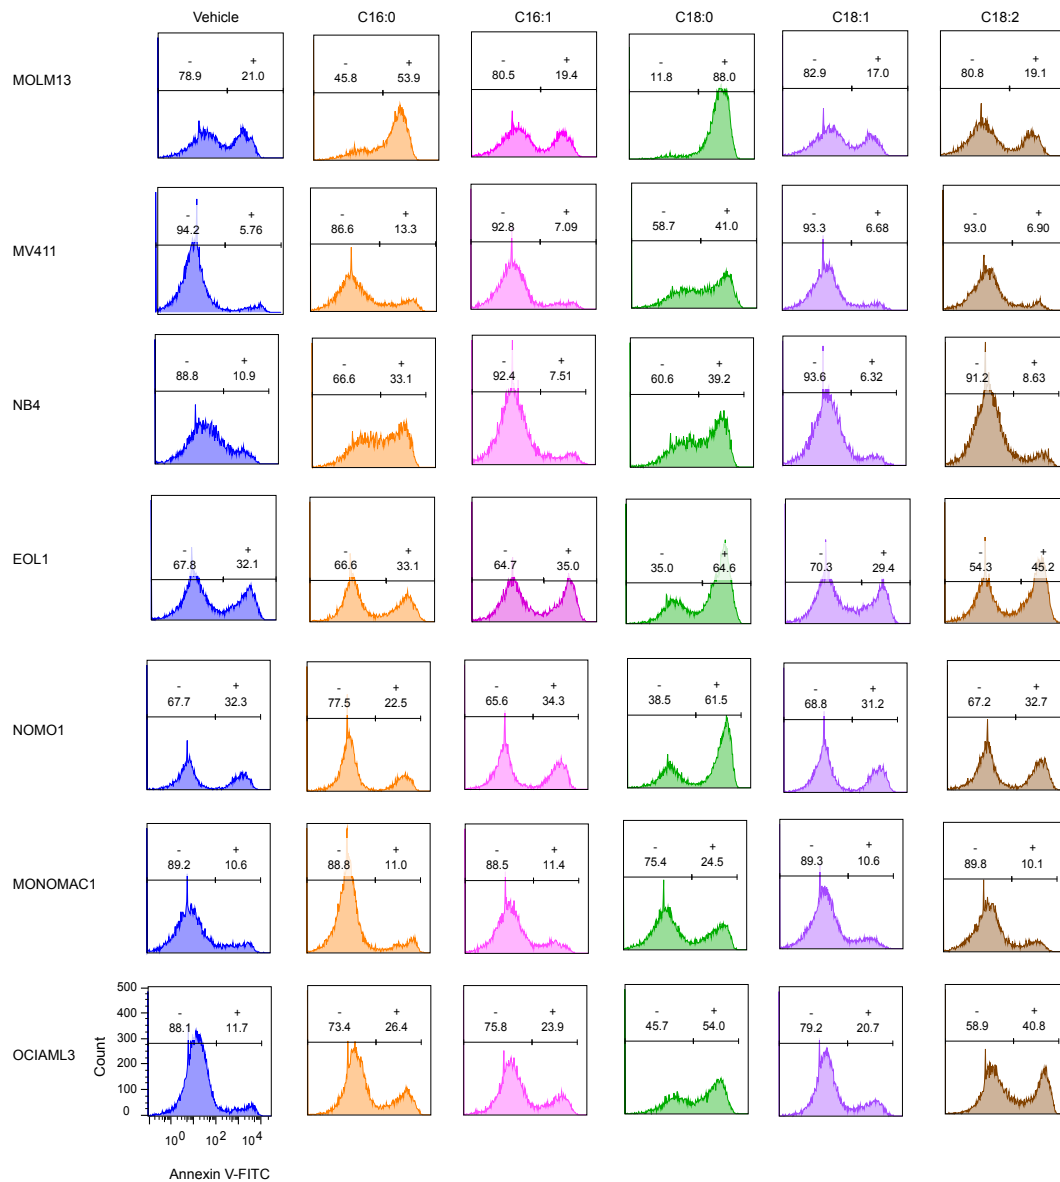 Vehicle C16:0 C16:1 C18:0 C18:1 C18:2
MOLM13
- + - + - + - + - + - +
78.9 21.0 45.8 53.9 80.5 19.4 11.8 88.0 82.9 17.0 80.8 19.1
MV411
- + - + - + - + - + - +
94.2 5.76 86.6 13.3 92.8 7.09 58.7 41.0 93.3 6.68 93.0 6.90
NB4
- + - + - + - + - + - +
88.8 10.9 66.6 33.1 92.4 7.51 60.6 39.2 93.6 6.32 91.2 8.63
EOL1
- + - + - + - + - + - +
67.8 32.1 66.6 33.1 64.7 35.0 35.0 64.6 70.3 29.4 54.3 45.2
NOMO1
- + - + - + - + - + - +
67.7 32.3 77.5 22.5 65.6 34.3 38.5 61.5 68.8 31.2 67.2 32.7
MONOMAC1
- + - + - + - + - + - +
89.2 10.6 88.8 11.0 88.5 11.4 75.4 24.5 89.3 10.6 89.8 10.1
OCIAML3
- + - + - + - + - + - +
88.1 11.7 73.4 26.4 75.8 23.9 45.7 54.0 79.2 20.7 58.9 40.8
Count
500
400
300
200
100
0
10⁰ 10² 10⁴
Annexin V-FITC